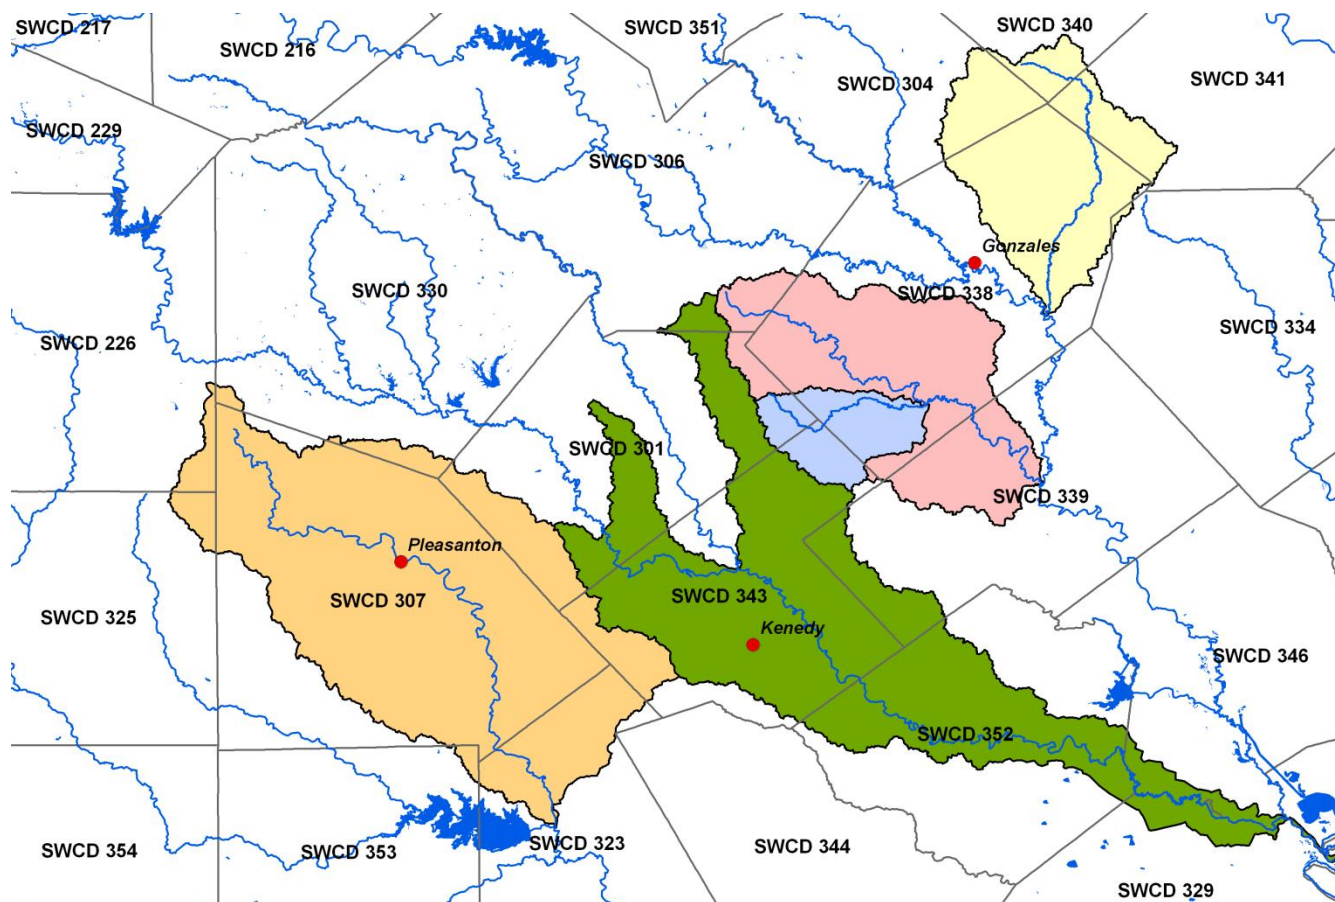 SWCD 217
SWCD 216
SWCD 351
SWCD 340
SWCD 304
SWCD 341
SWCD 229
SWCD 306
Gonzales
SWCD 330
SWCD 338
SWCD 334
SWCD 226
SWCD 301
SWCD 339
Pleasanton
SWCD 307
SWCD 343
SWCD 325
Kenedy
SWCD 346
SWCD 352
SWCD 354
SWCD 353
SWCD 323
SWCD 344
SWCD 329